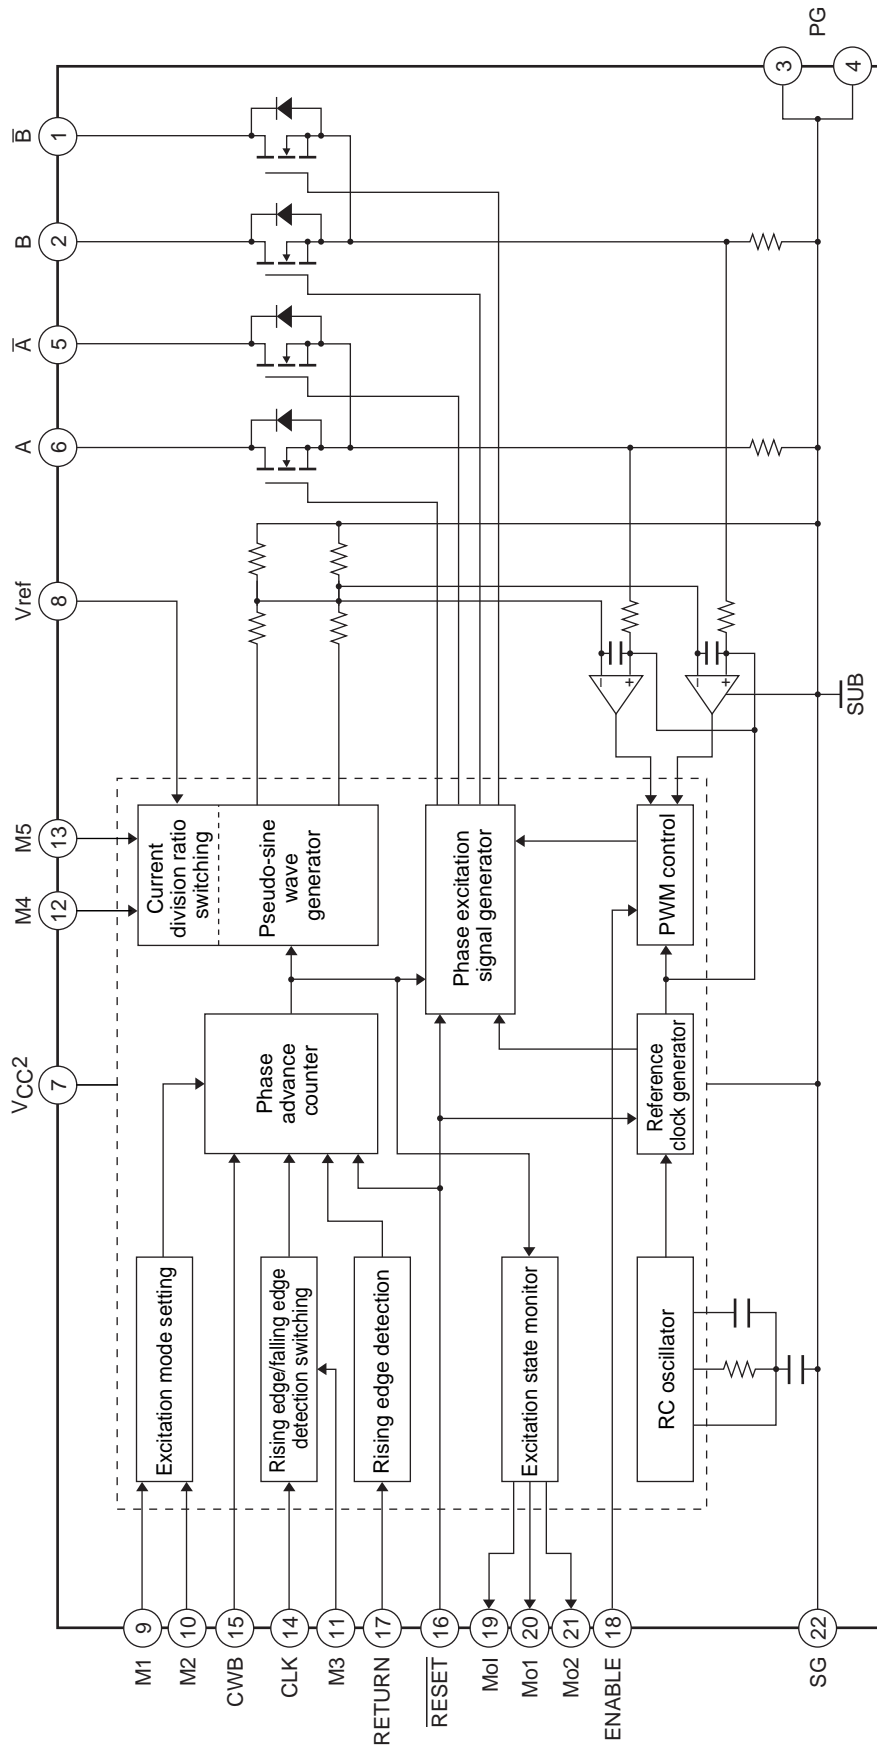 VCC2
7
M4
12
M5
13
Vref
8
A
6
A
5
B
2
B
1
M1
9
M2
10
CWB
15
CLK
14
M3
11
RETURN
17
RESET
16
MoI
19
Mo1
20
Mo2
21
ENABLE
18
SG
22
Excitation mode setting
Rising edge/falling edge
detection switching
Rising edge detection
Excitation state monitor
RC oscillator
Phase
advance
counter
Reference
clock generator
Current
division ratio
switching
Pseudo-sine
wave
generator
Phase excitation
signal generator
PWM control
–
+
–
+
SUB
3
4
PG